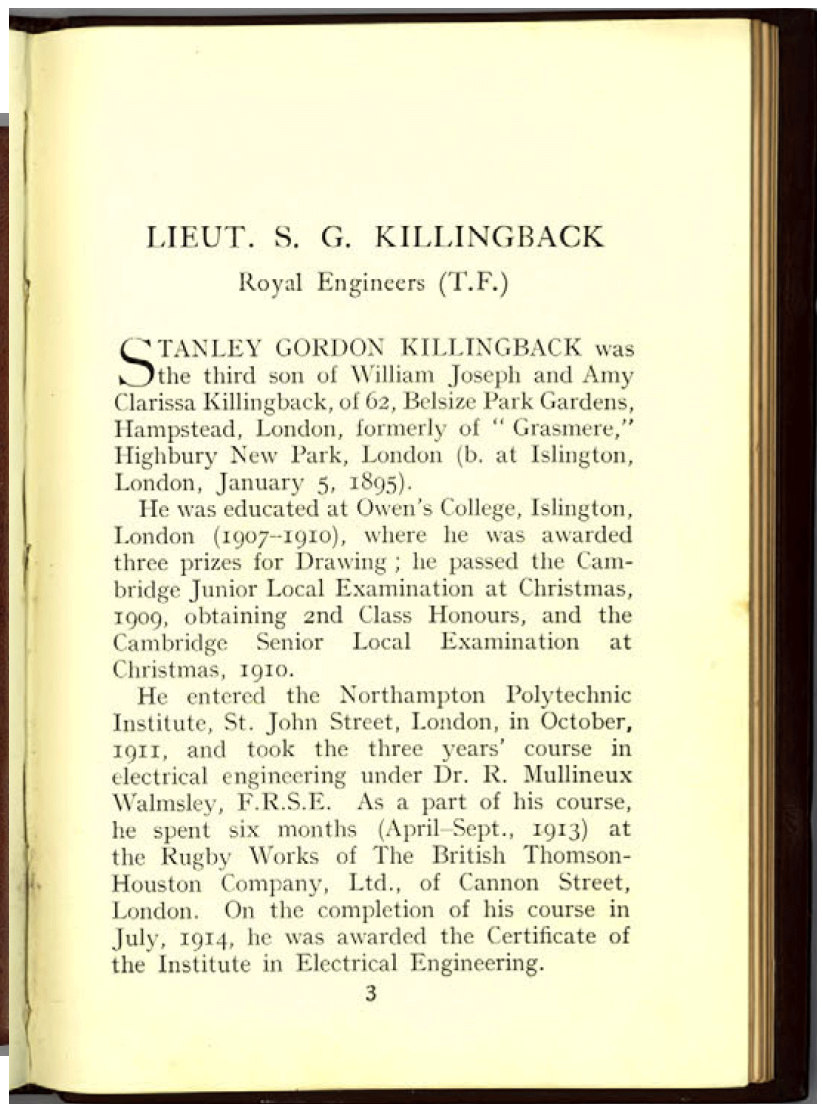 LIEUT. S. G. KILLINGBACK
Royal Engineers (T.F.)
STANLEY GORDON KILLINGBACK was
the third son of William Joseph and Amy
Clarissa Killingback, of 62, Belsize Park Gardens,
Hampstead, London, formerly of “ Grasmere,”
Highbury New Park, London (b. at Islington,
London, January 5, 1895).
He was educated at Owen's College, Islington,
London (1907–1910), where he was awarded
three prizes for Drawing ; he passed the Cam-
bridge Junior Local Examination at Christmas,
1909, obtaining 2nd Class Honours, and the
Cambridge Senior Local Examination at
Christmas, 1910.
He entered the Northampton Polytechnic
Institute, St. John Street, London, in October,
1911, and took the three years' course in
electrical engineering under Dr. R. Mullineux
Walmsley, F.R.S.E. As a part of his course,
he spent six months (April–Sept., 1913) at
the Rugby Works of The British Thomson-
Houston Company, Ltd., of Cannon Street,
London. On the completion of his course in
July, 1914, he was awarded the Certificate of
the Institute in Electrical Engineering.
3